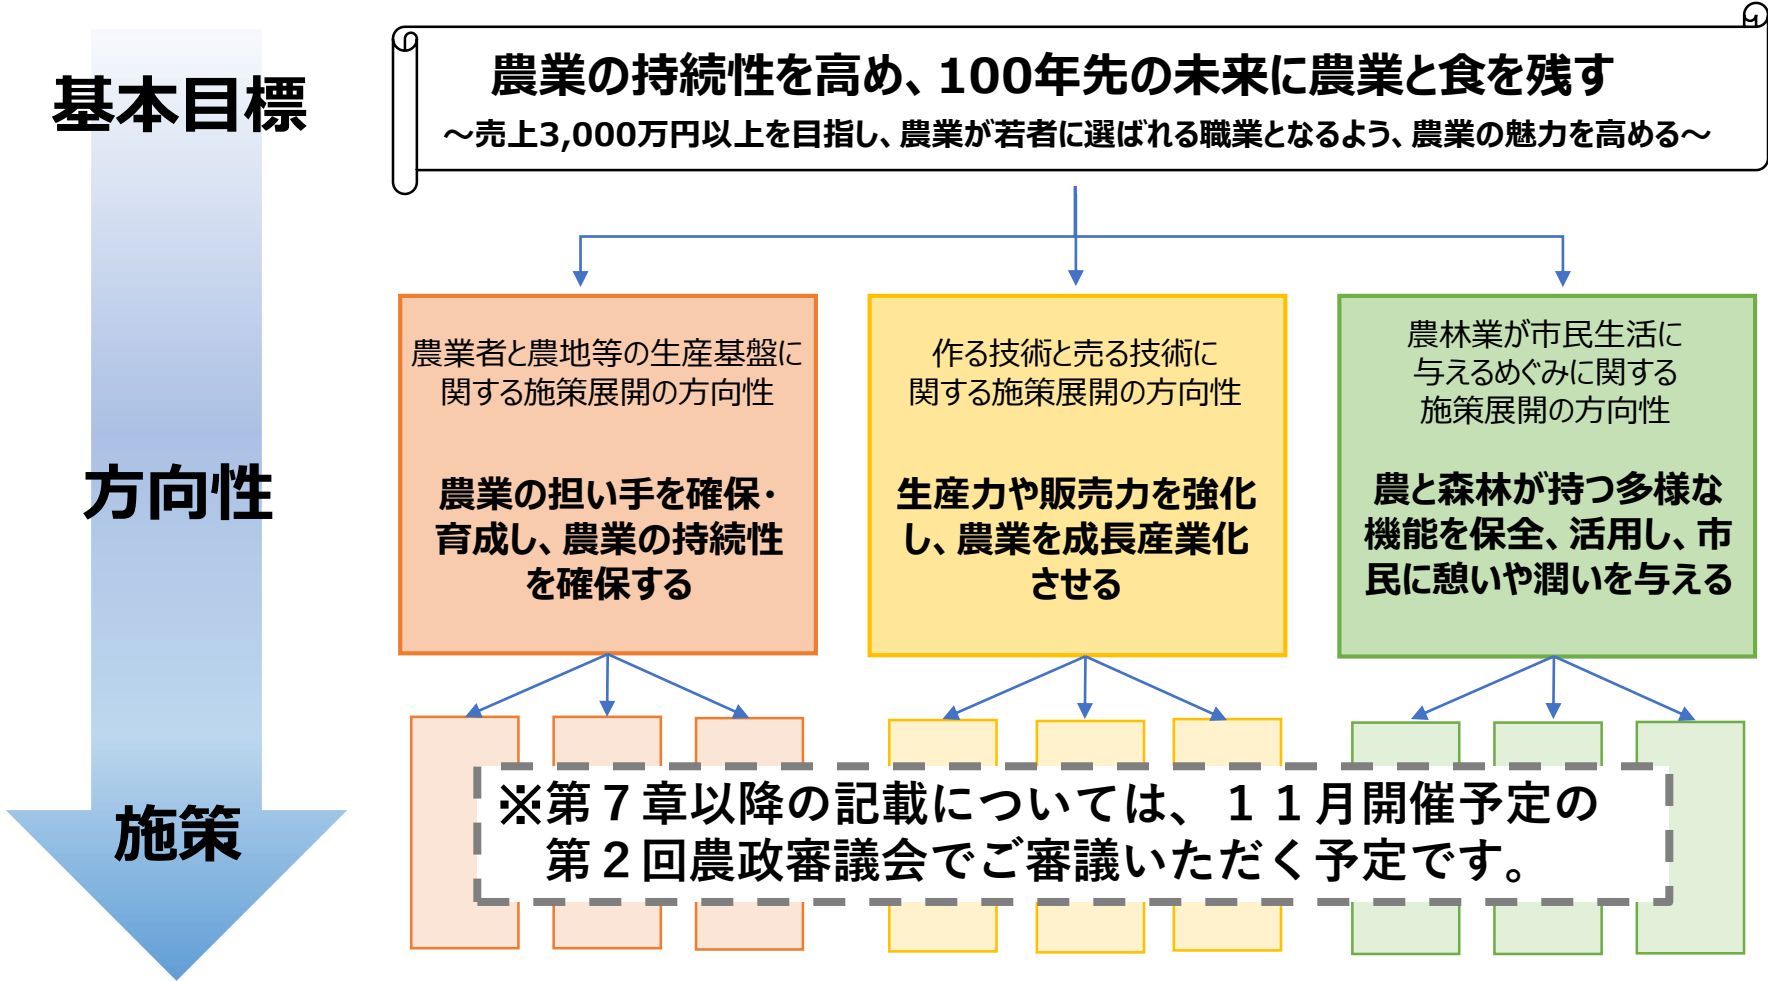 基本目標
農業の持続性を高め、100年先の未来に農業と食を残す
～売上3,000万円以上を目指し、農業が若者に選ばれる職業となるよう、農業の魅力を高める～
方向性
農業者と農地等の生産基盤に
関する施策展開の方向性
農業の担い手を確保・
育成し、農業の持続性
を確保する
作る技術と売る技術に
関する施策展開の方向性
生産力や販売力を強化
し、農業を成長産業化
させる
農林業が市民生活に
与えるめぐみに関する
施策展開の方向性
農と森林が持つ多様な
機能を保全、活用し、市
民に憩いや潤いを与える
施策
※第７章以降の記載については、１１月開催予定の
第２回農政審議会でご審議いただく予定です。